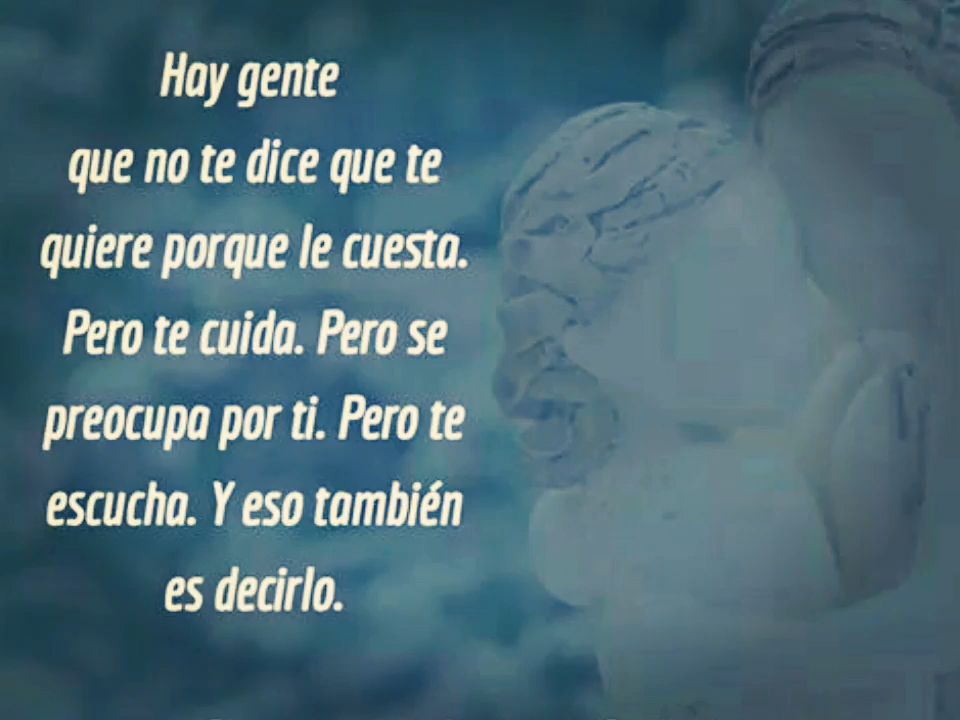 Hay gente
que no te dice que te
quiere porque le cuesta.
Pero te cuida. Pero se
preocupa por ti. Pero te
escucha. Y eso también
es decirlo.